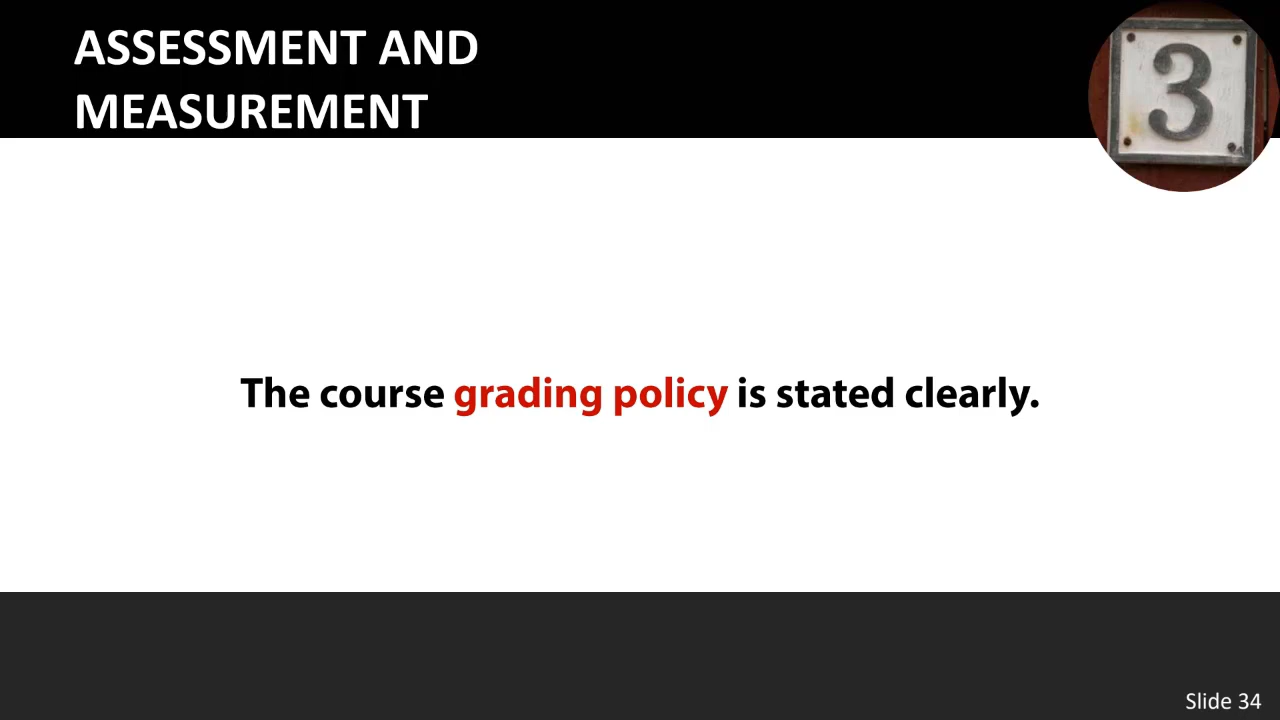 ASSESSMENT AND
MEASUREMENT
3
The course grading policy is stated clearly.
Slide 34